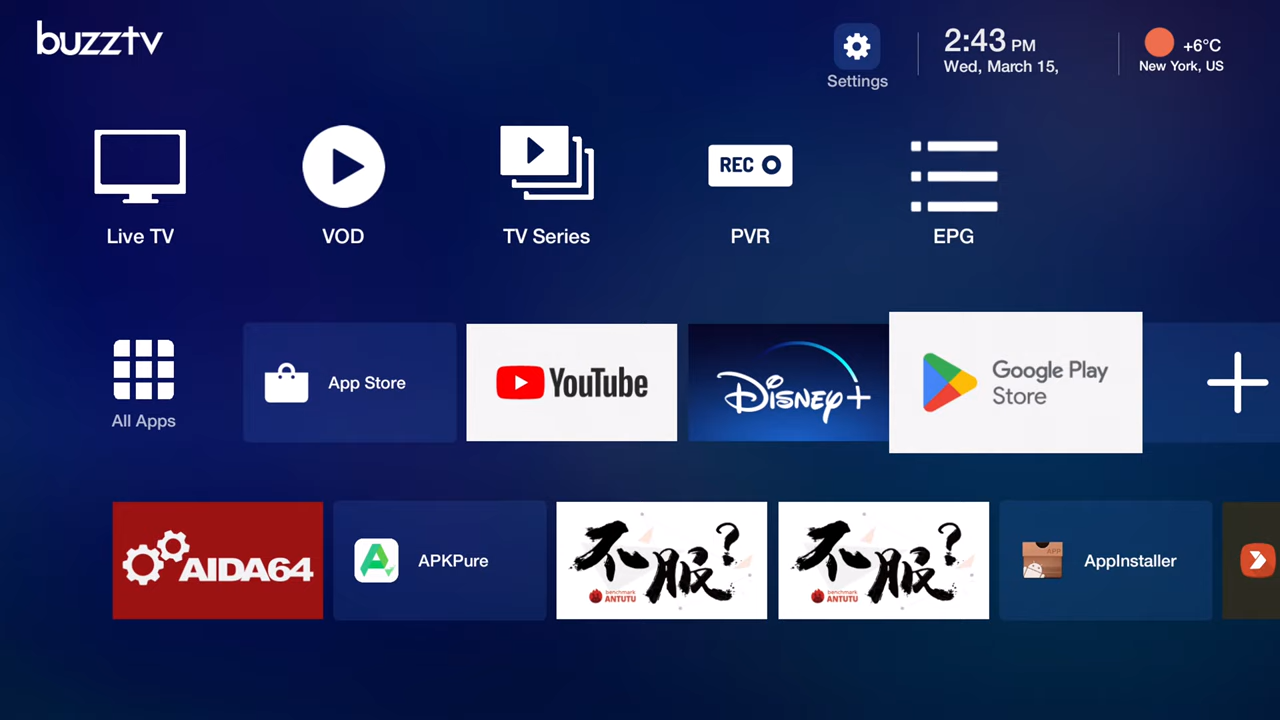 buzztv
Settings
2:43 PM
Wed, March 15,
+6°C
New York, US
REC
Live TV
VOD
TV Series
PVR
EPG
All Apps
App Store
YouTube
Disney+
Google Play
Store
AIDA64
APKPure
不服?
benchmark
ANTUTU
不服?
benchmark
ANTUTU
APP
AppInstaller